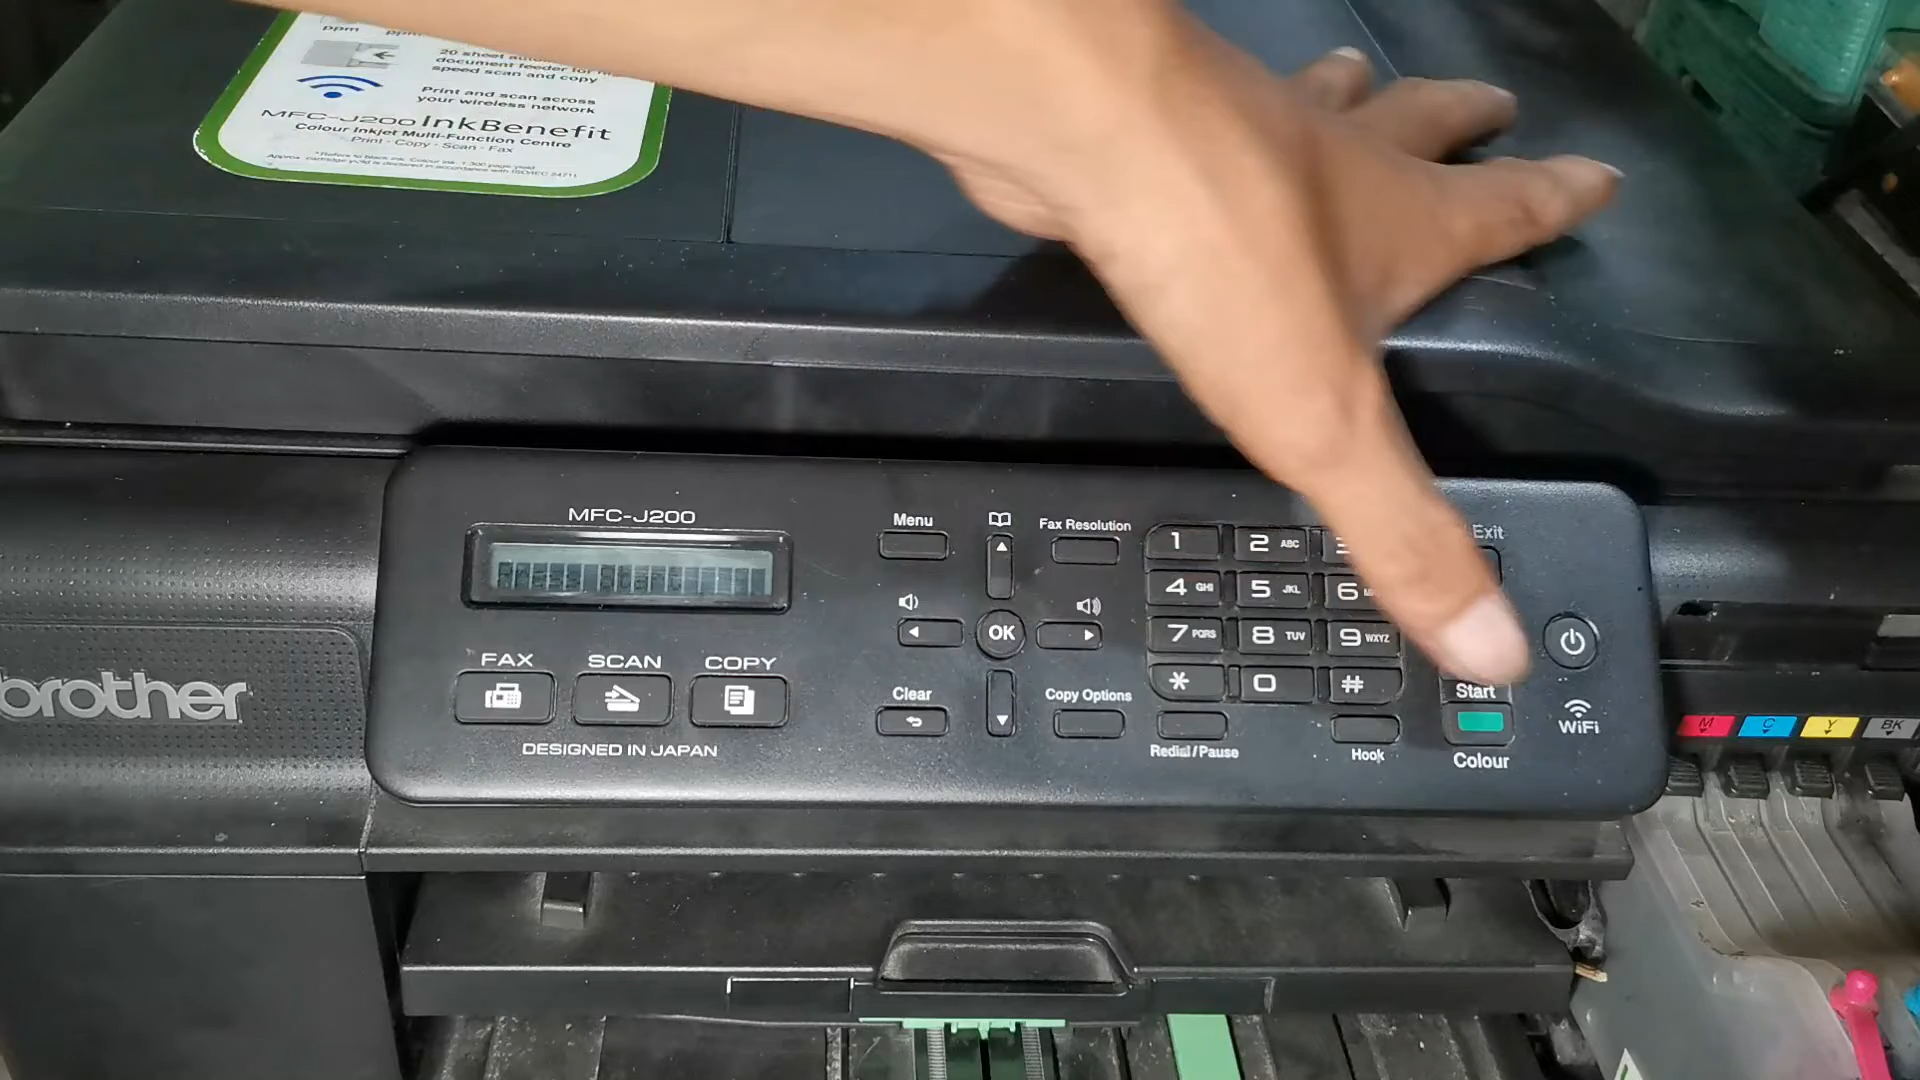 ppm
20 sheet
document feeder for
speed scan and copy
Print and scan across
your wireless network
MFC-J200 InkBenefit
Colour Inkjet Multi-Function Centre
Print · Copy · Scan · Fax
MFC-J200
Menu
Fax Resolution
Exit
1
2 ABC
4 GHI
5 JKL
6
7 PQRS
8 TUV
9 WXYZ
*
0
#
OK
FAX
SCAN
COPY
Clear
Copy Options
Start
WiFi
Redial/Pause
Hook
Colour
DESIGNED IN JAPAN
brother
M
C
Y
BK